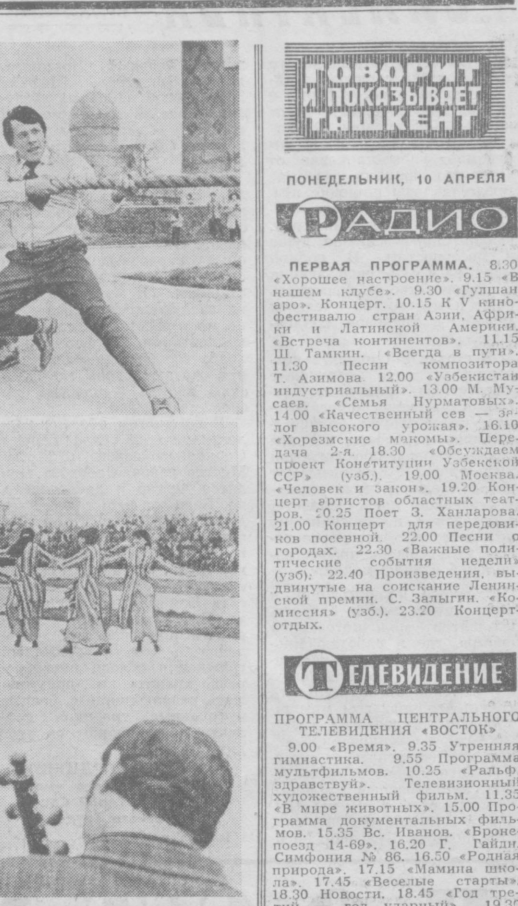 ГОВОРИТ
И ПОКАЗЫВАЕТ
ТАШКЕНТ
ПОНЕДЕЛЬНИК, 10 АПРЕЛЯ
РАДИО
ПЕРВАЯ ПРОГРАММА. 8.30
«Хорошее настроение». 9.15 «В
нашем клубе». 9.30 «Гулшан
аро». Концерт. 10.15 К V кино-
фестивалю стран Азии, Афри-
ки и Латинской Америки.
«Встреча континентов». 11.15
Ш. Тамкин. «Всегда в пути».
11.30 Песни композитора
Т. Азимова. 12.00 «Узбекистан
индустриальный». 13.00 М. Му-
саев. «Семья Нурматовых».
14.00 «Качественный сев — за-
лог высокого урожая». 16.10
«Хорезмские макомы». Пере-
дача 2-я. 18.30 «Обсуждаем
проект Конституции Узбекской
ССР» (узб.). 19.00 Москва.
«Человек и закон». 19.20 Кон-
церт артистов областных теат-
ров. 20.25 Поет З. Ханларова.
21.00 Концерт для передови-
ков посевной. 22.00 Песни о
городах. 22.30 «Важные поли-
тические события недели»
(узб). 22.40 Произведения, вы-
двинутые на соискание Ленин-
ской премии. С. Залыгин. «Ко-
миссия» (узб.). 23.20 Концерт-
отдых.
ТЕЛЕВИДЕНИЕ
ПРОГРАММА ЦЕНТРАЛЬНОГО
ТЕЛЕВИДЕНИЯ «ВОСТОК»
9.00 «Время». 9.35 Утренняя
гимнастика. 9.55 Программа
мультфильмов. 10.25 «Ральф,
здравствуй». Телевизионный
художественный фильм. 11.35
«В мире животных». 15.00 Про-
грамма документальных филь-
мов. 15.35 Вс. Иванов. «Броне-
поезд 14-69». 16.20 Г. Гайдн.
Симфония № 86. 16.50 «Родная
природа». 17.15 «Мамина шко-
ла». 17.45 «Веселые старты».
18.30 Новости. 18.45 «Год тре-